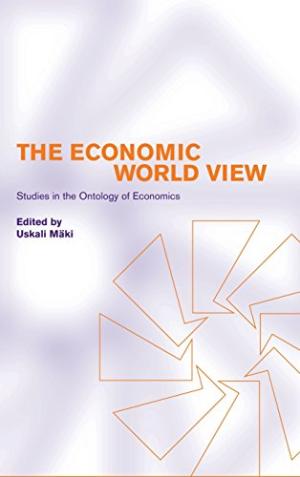 THE ECONOMIC
WORLD VIEW
Studies in the Ontology of Economics
Edited by
Uskali Mäki